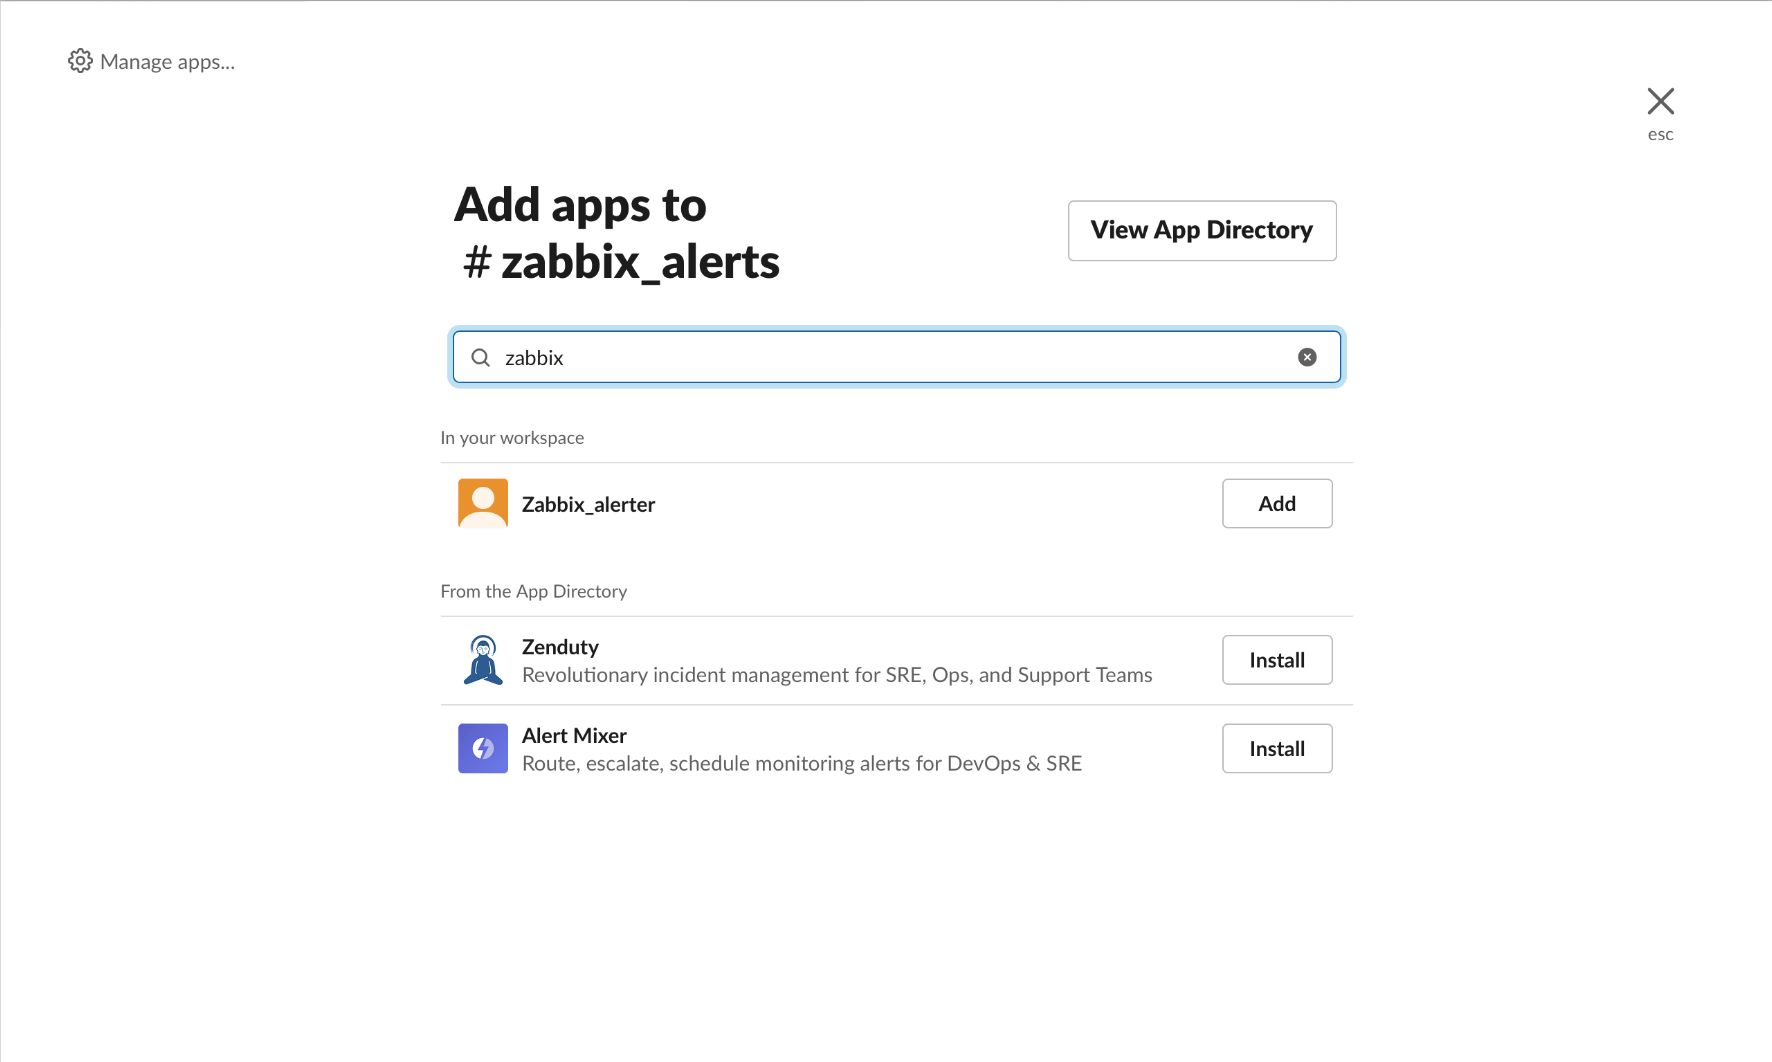 Manage apps...
esc
Add apps to
# zabbix_alerts
View App Directory
zabbix
In your workspace
Zabbix_alerter
Add
From the App Directory
Zenduty
Revolutionary incident management for SRE, Ops, and Support Teams
Install
Alert Mixer
Route, escalate, schedule monitoring alerts for DevOps & SRE
Install